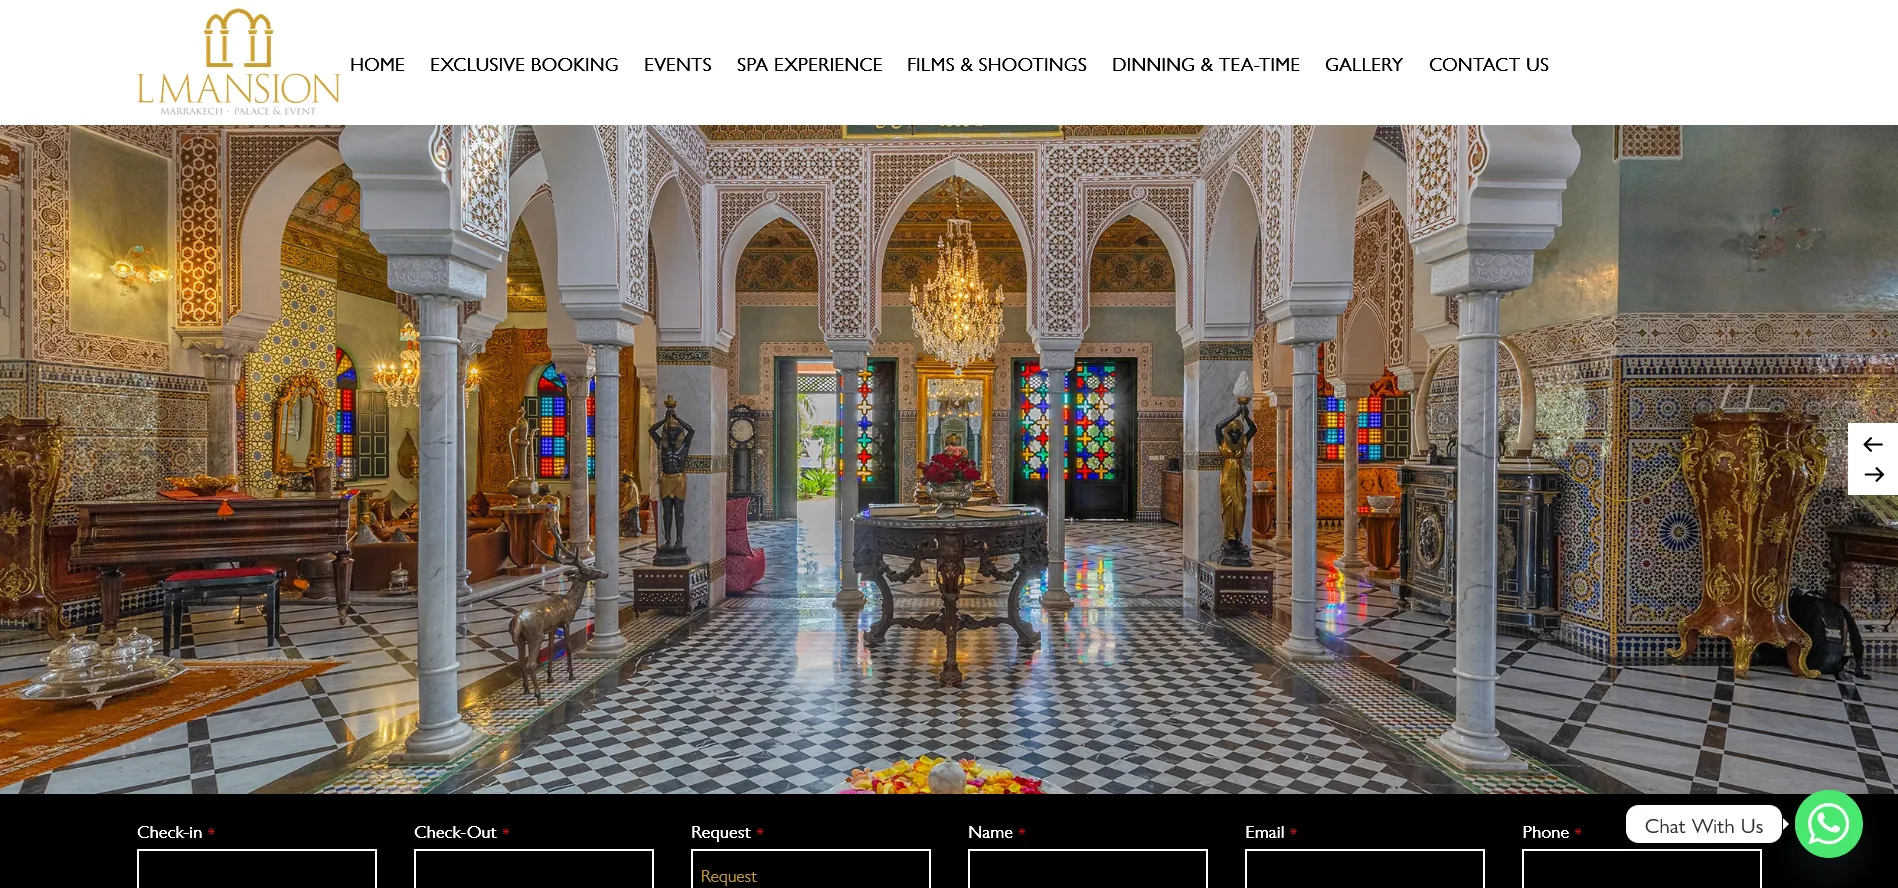 L MANSION
MARRAKECH · PALACE & EVENT
HOME EXCLUSIVE BOOKING EVENTS SPA EXPERIENCE FILMS & SHOOTINGS DINNING & TEA-TIME GALLERY CONTACT US
Check-in * Check-Out * Request * Name * Email * Phone *
Chat With Us
Request